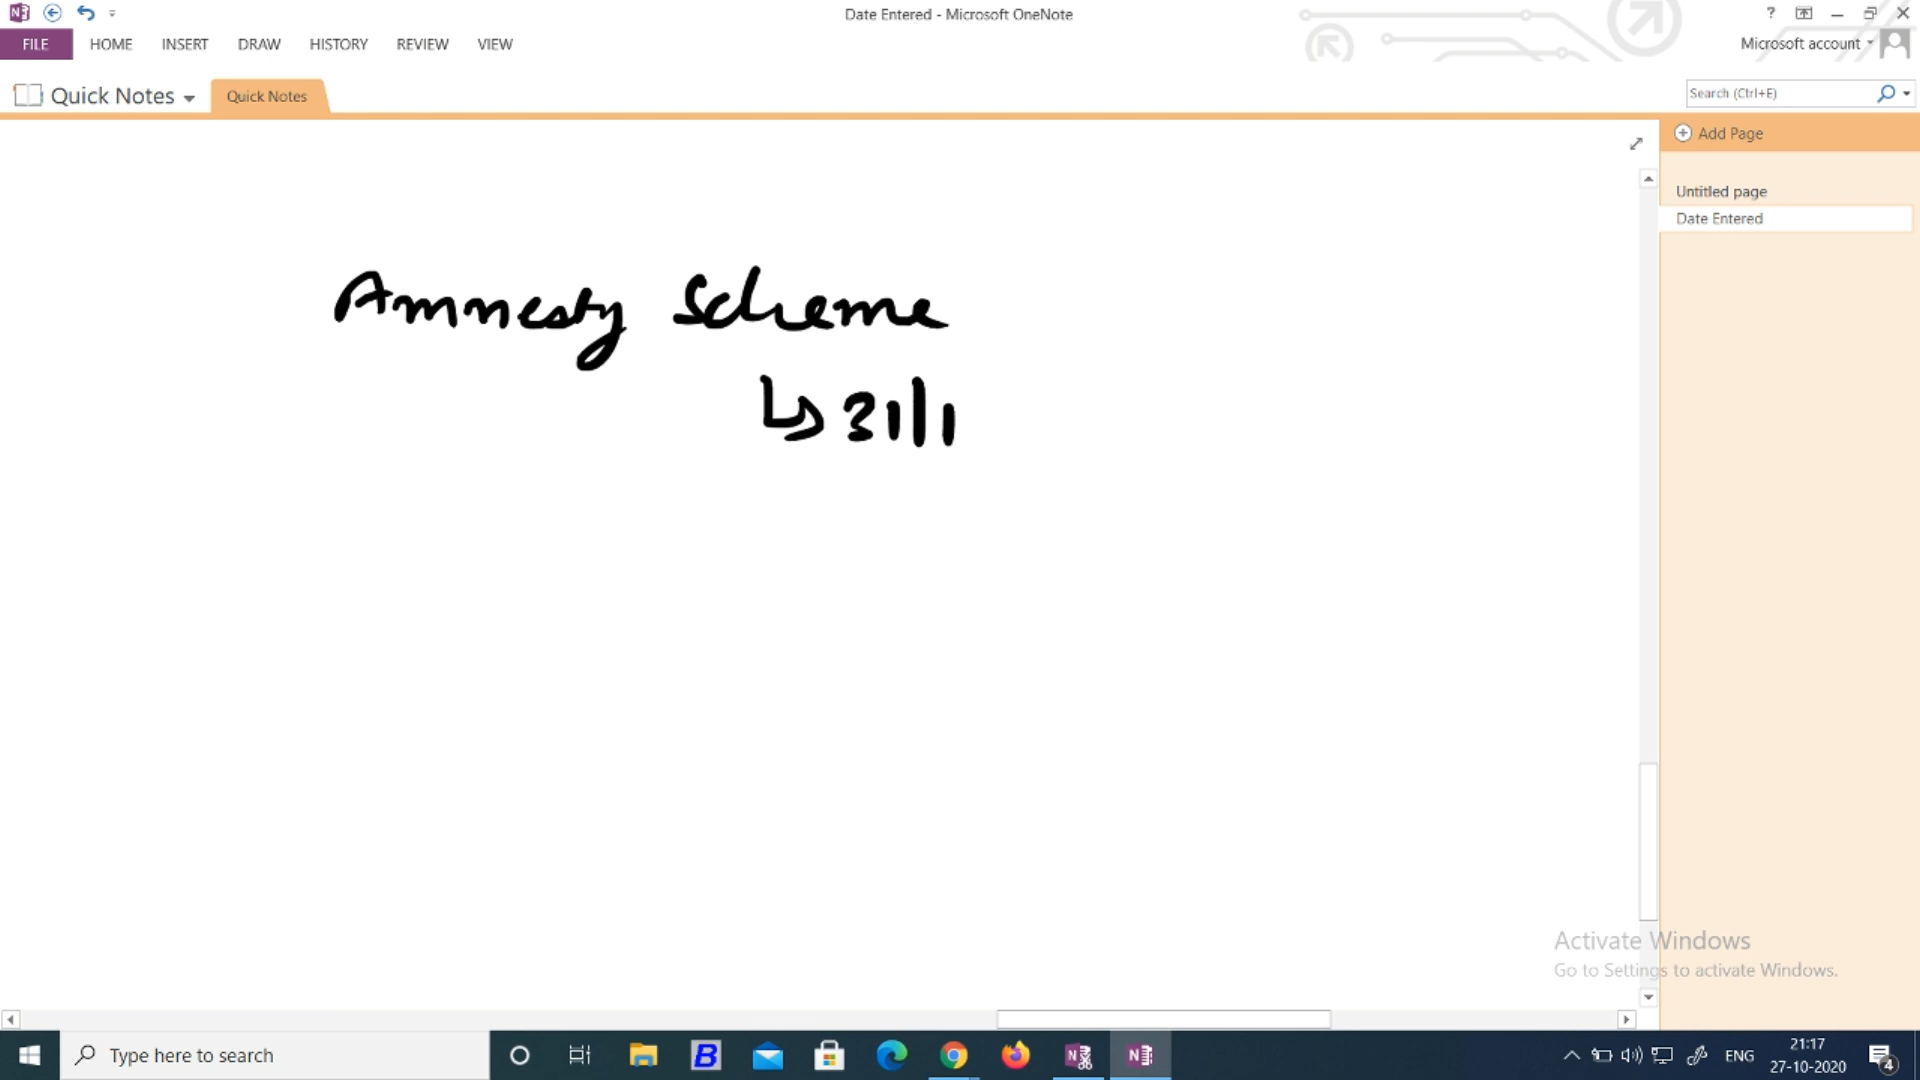 Date Entered - Microsoft OneNote
?
FILE HOME INSERT DRAW HISTORY REVIEW VIEW
Microsoft account
Quick Notes
Quick Notes
Search (Ctrl+E)
Add Page
Untitled page
Date Entered
Amnesty Scheme
↳ 31/1
Activate Windows
Go to Settings to activate Windows.
Type here to search
B
ENG
21:17
27-10-2020
4